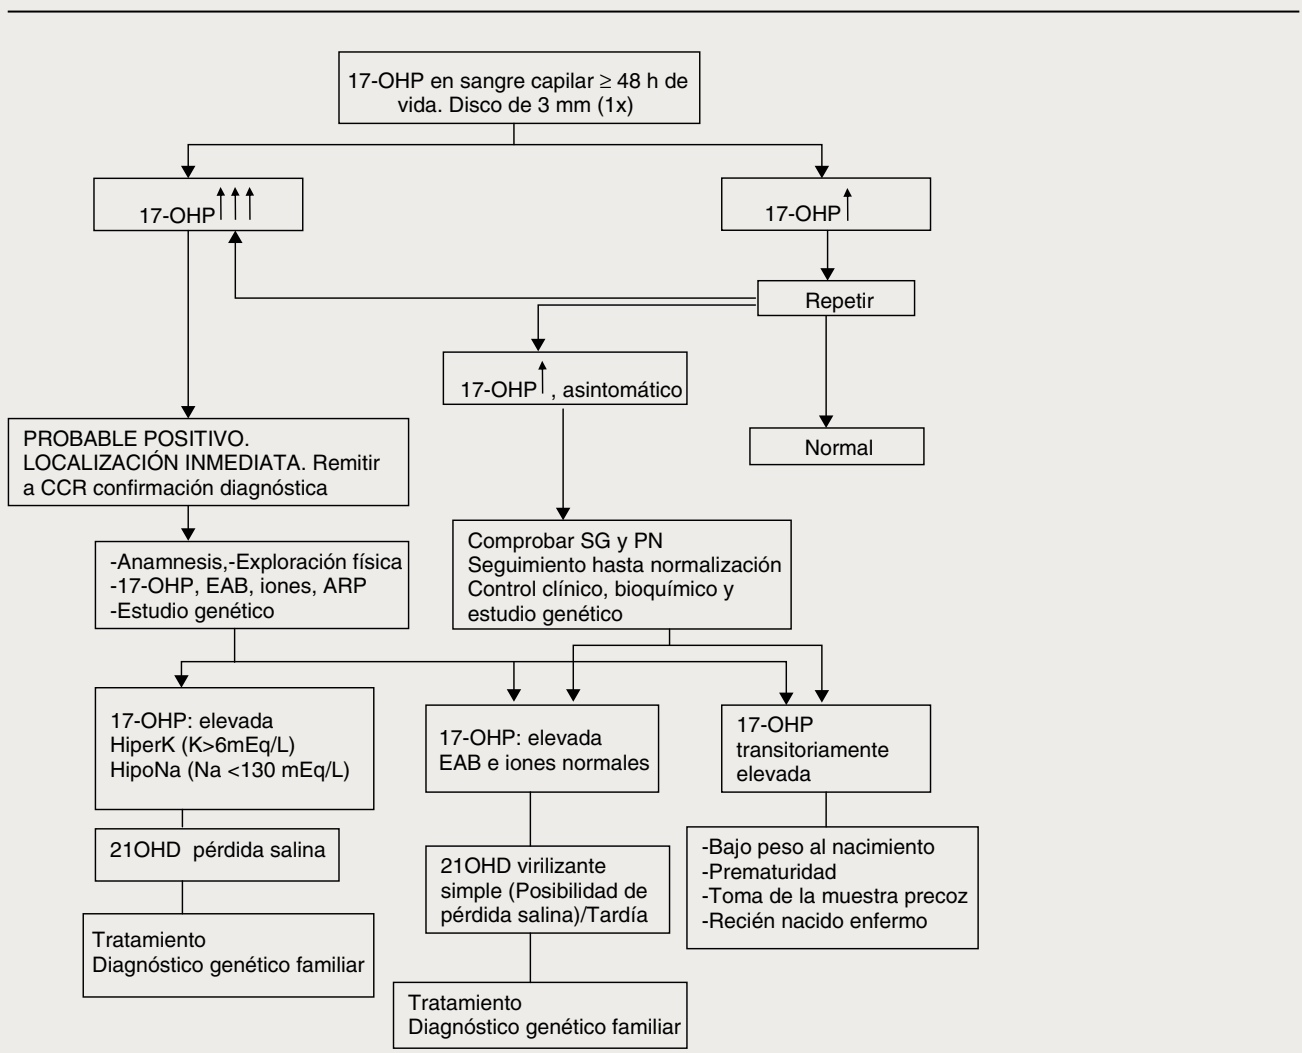 17-OHP en sangre capilar ≥ 48 h de
vida. Disco de 3 mm (1x)
17-OHP↑↑↑
17-OHP↑
Repetir
17-OHP↑, asintomático
Normal
PROBABLE POSITIVO.
LOCALIZACIÓN INMEDIATA. Remitir
a CCR confirmación diagnóstica
-Anamnesis,-Exploración física
-17-OHP, EAB, iones, ARP
-Estudio genético
Comprobar SG y PN
Seguimiento hasta normalización
Control clínico, bioquímico y
estudio genético
17-OHP: elevada
HiperK (K>6mEq/L)
HipoNa (Na <130 mEq/L)
17-OHP: elevada
EAB e iones normales
17-OHP
transitoriamente
elevada
21OHD pérdida salina
21OHD virilizante
simple (Posibilidad de
pérdida salina)/Tardía
-Bajo peso al nacimiento
-Prematuridad
-Toma de la muestra precoz
-Recién nacido enfermo
Tratamiento
Diagnóstico genético familiar
Tratamiento
Diagnóstico genético familiar